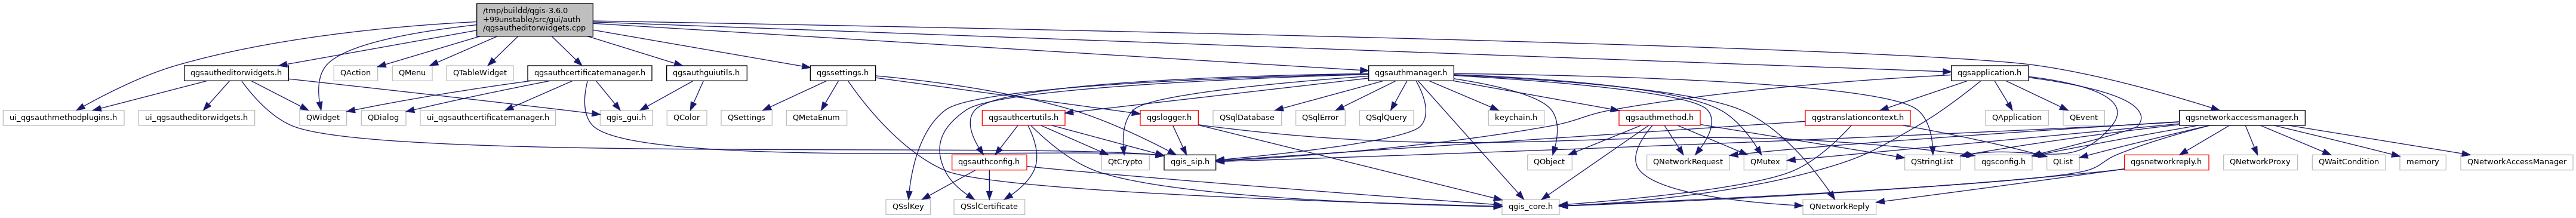 /tmp/buildd/qgis-3.6.0
+99unstable/src/gui/auth
/qgsautheditorwidgets.cpp
qgsautheditorwidgets.h
QAction
QMenu
QTableWidget
qgsauthcertificatemanager.h
qgsauthguiutils.h
qgssettings.h
qgsauthmanager.h
qgsapplication.h
ui_qgsauthmethodplugins.h
ui_qgsautheditorwidgets.h
QWidget
QDialog
ui_qgsauthcertificatemanager.h
qgis_gui.h
QColor
QSettings
QMetaEnum
qgsauthcertutils.h
qgslogger.h
QSqlDatabase
QSqlError
QSqlQuery
keychain.h
qgsauthmethod.h
qgstranslationcontext.h
QApplication
QEvent
qgsnetworkaccessmanager.h
qgsauthconfig.h
QtCrypto
qgis_sip.h
QObject
QNetworkRequest
QMutex
QStringList
qgsconfig.h
QList
qgsnetworkreply.h
QNetworkProxy
QWaitCondition
memory
QNetworkAccessManager
QSslKey
QSslCertificate
qgis_core.h
QNetworkReply